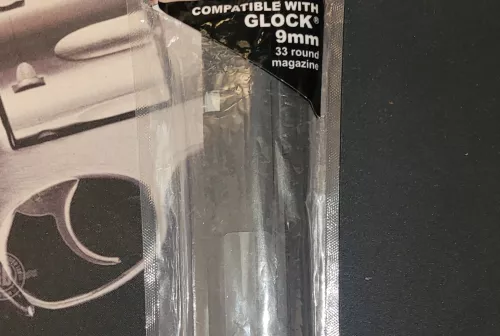 COMPATIBLE WITH
GLOCK®
9mm
33 round
magazine